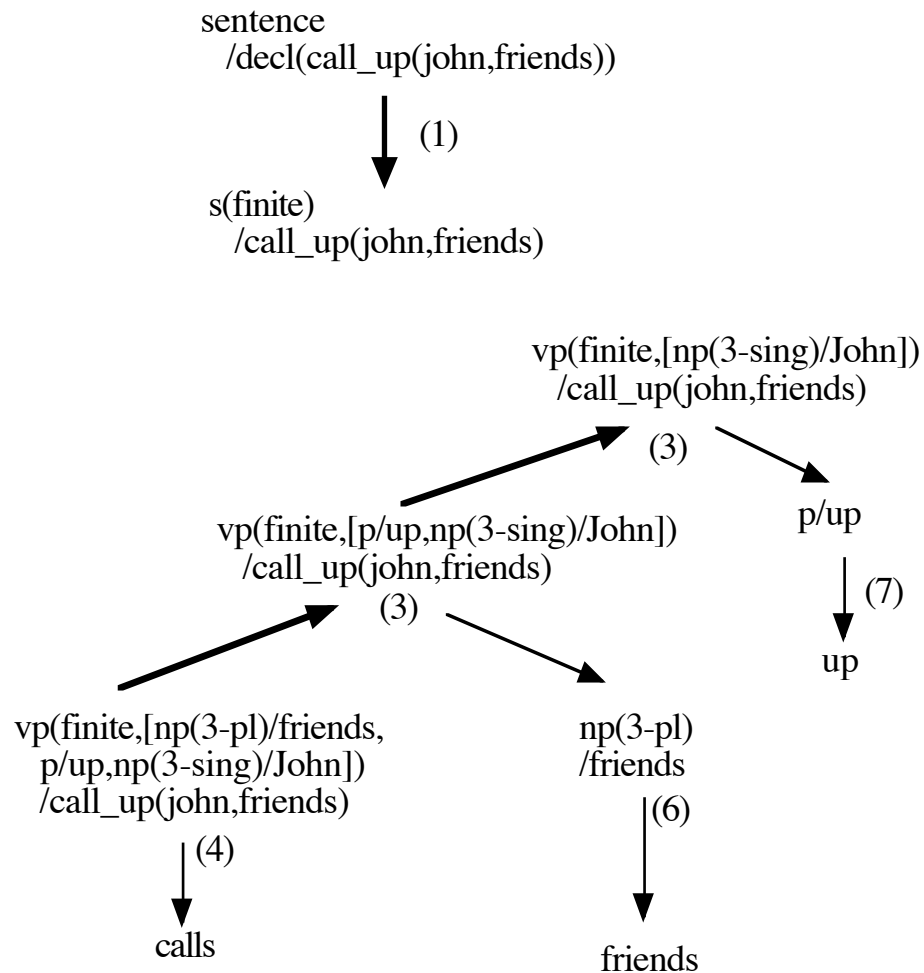 sentence
/decl(call_up(john,friends))
(1)
s(finite)
/call_up(john,friends)
vp(finite,[np(3-sing)/John])
/call_up(john,friends)
(3)
p/up
vp(finite,[p/up,np(3-sing)/John])
/call_up(john,friends)
(3)
(7)
up
vp(finite,[np(3-pl)/friends,
p/up,np(3-sing)/John])
/call_up(john,friends)
np(3-pl)
/friends
(4)
(6)
calls
friends